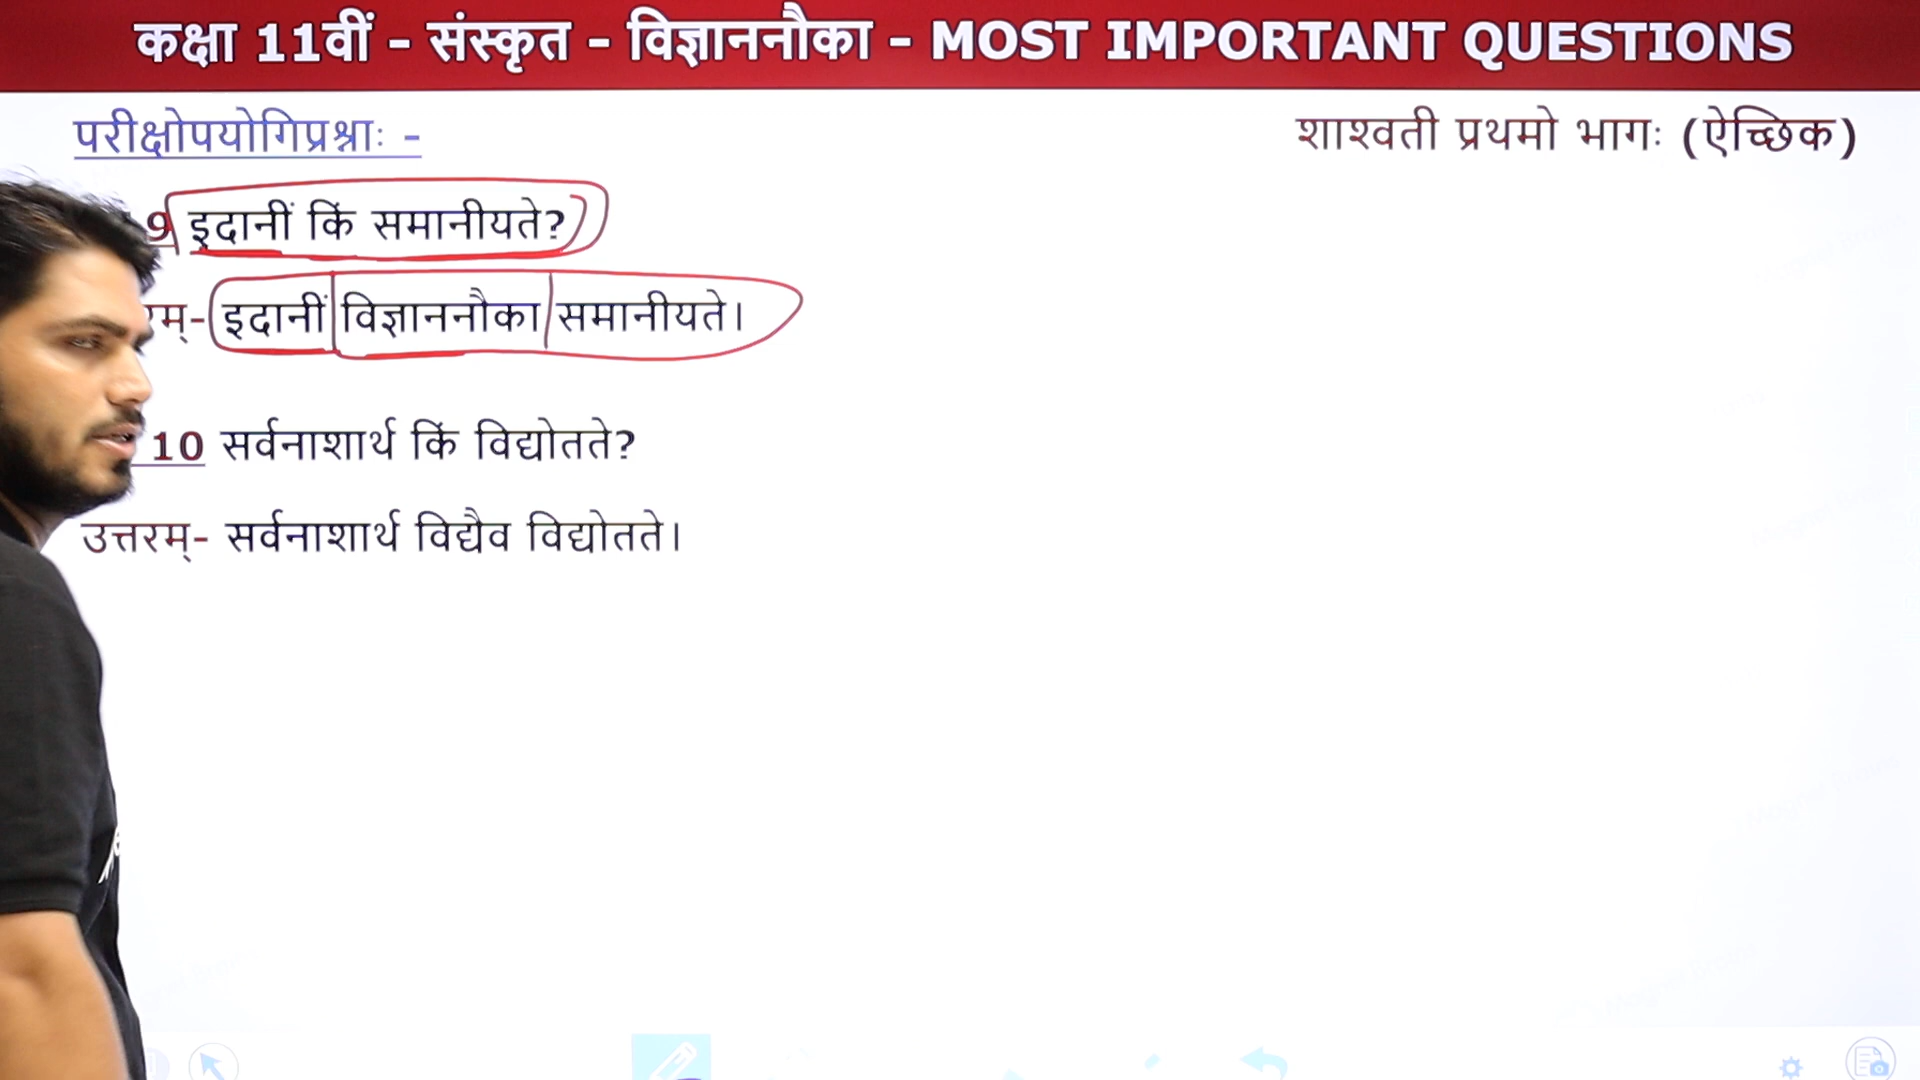 कक्षा 11वीं - संस्कृत - विज्ञाननौका - MOST IMPORTANT QUESTIONS
परीक्षोपयोगिप्रश्नाः -
शाश्वती प्रथमो भागः (ऐच्छिक)
9 इदानीं किं समानीयते?
रम्- इदानीं विज्ञाननौका समानीयते।
10 सर्वनाशार्थ किं विद्योतते?
उत्तरम्- सर्वनाशार्थ विद्यैव विद्योतते।